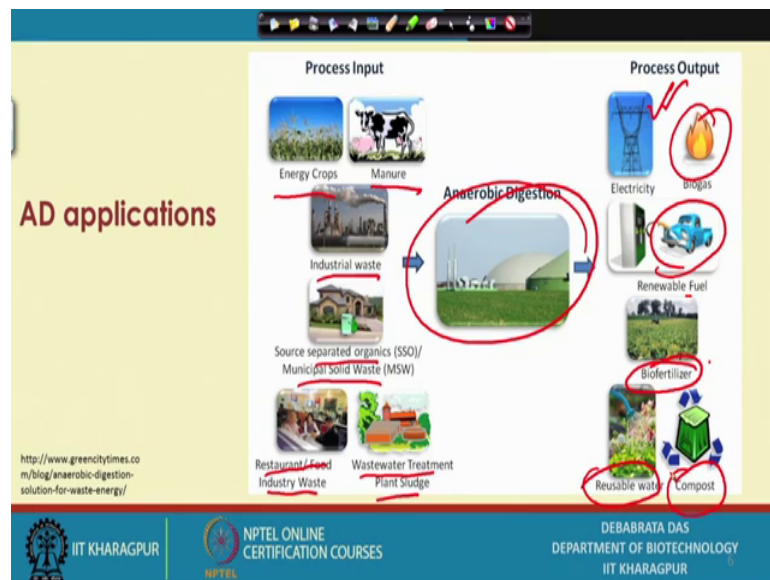 AD applications
Process Input
Energy Crops
Manure
Industrial waste
Source separated organics (SSO)/
Municipal Solid Waste (MSW)
Restaurant/ Food
Industry Waste
Wastewater Treatment
Plant Sludge
Anaerobic Digestion
Process Output
Electricity
Biogas
Renewable Fuel
Biofertilizer
Reusable water
Compost
http://www.greencitytimes.co
m/blog/anaerobic-digestion-
solution-for-waste-energy/
IIT KHARAGPUR
NPTEL
NPTEL ONLINE
CERTIFICATION COURSES
DEBABRATA DAS
DEPARTMENT OF BIOTECHNOLOGY
IIT KHARAGPUR
6